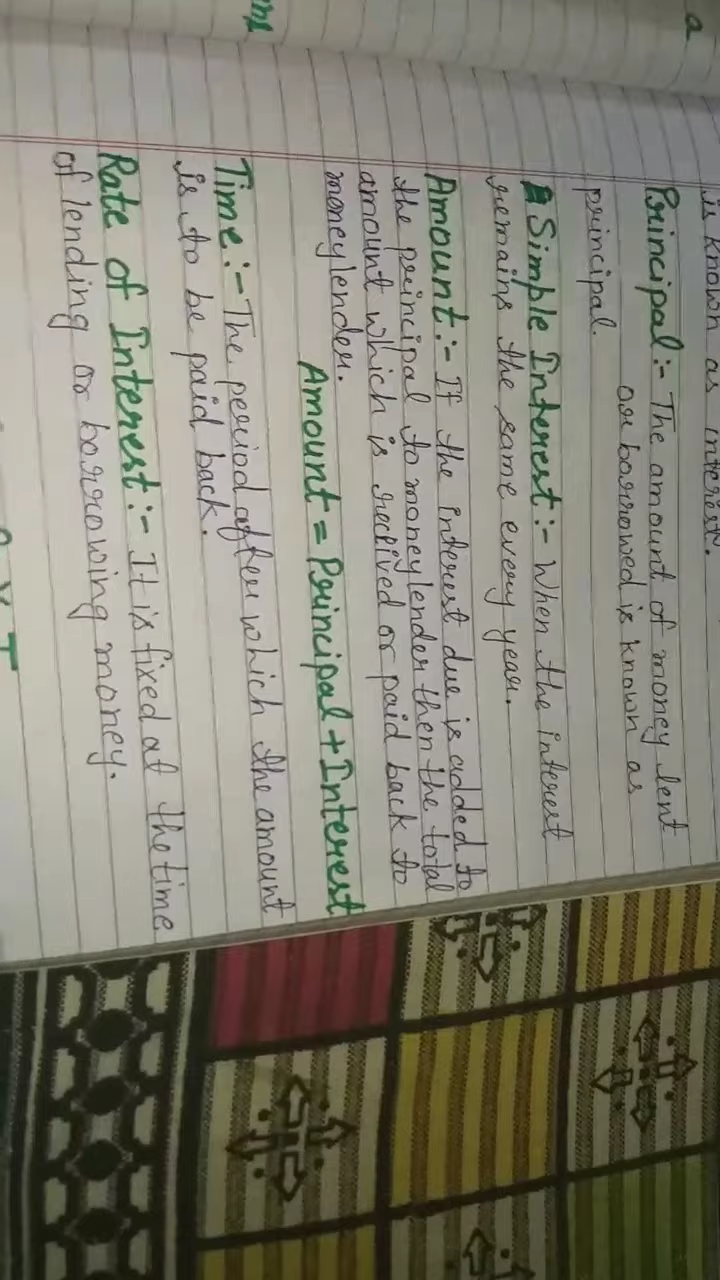 is known as interest.
Principal:- The amount of money lent
or borrowed is known as
principal.
Simple Interest:- When the interest
remains the same every year.
Amount:- If the interest due is added to
the principal to moneylender then the total
amount which is received or paid back to
moneylender.
Amount = Principal + Interest
Time:- The period after which the amount
is to be paid back.
Rate of Interest:- It is fixed at the time
of lending or borrowing money.